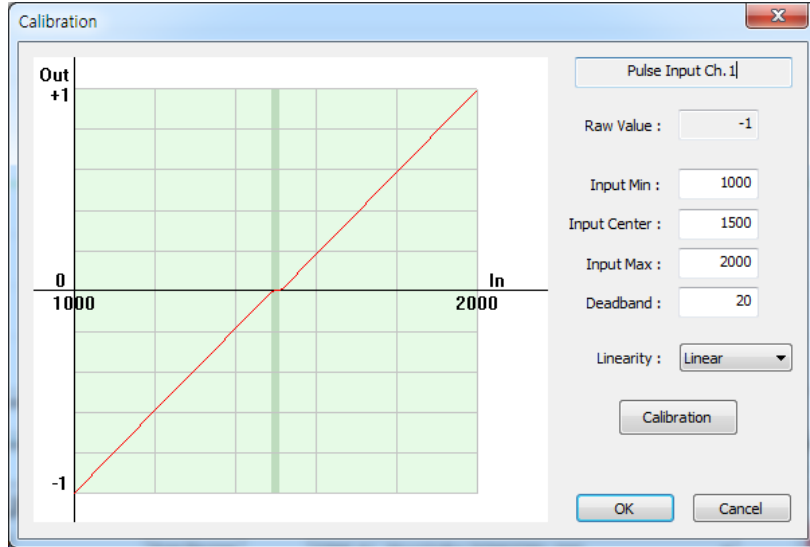 Calibration
Out
+1
0
In
1000
2000
-1
Pulse Input Ch.1
Raw Value : -1
Input Min : 1000
Input Center : 1500
Input Max : 2000
Deadband : 20
Linearity : Linear
Calibration
OK Cancel